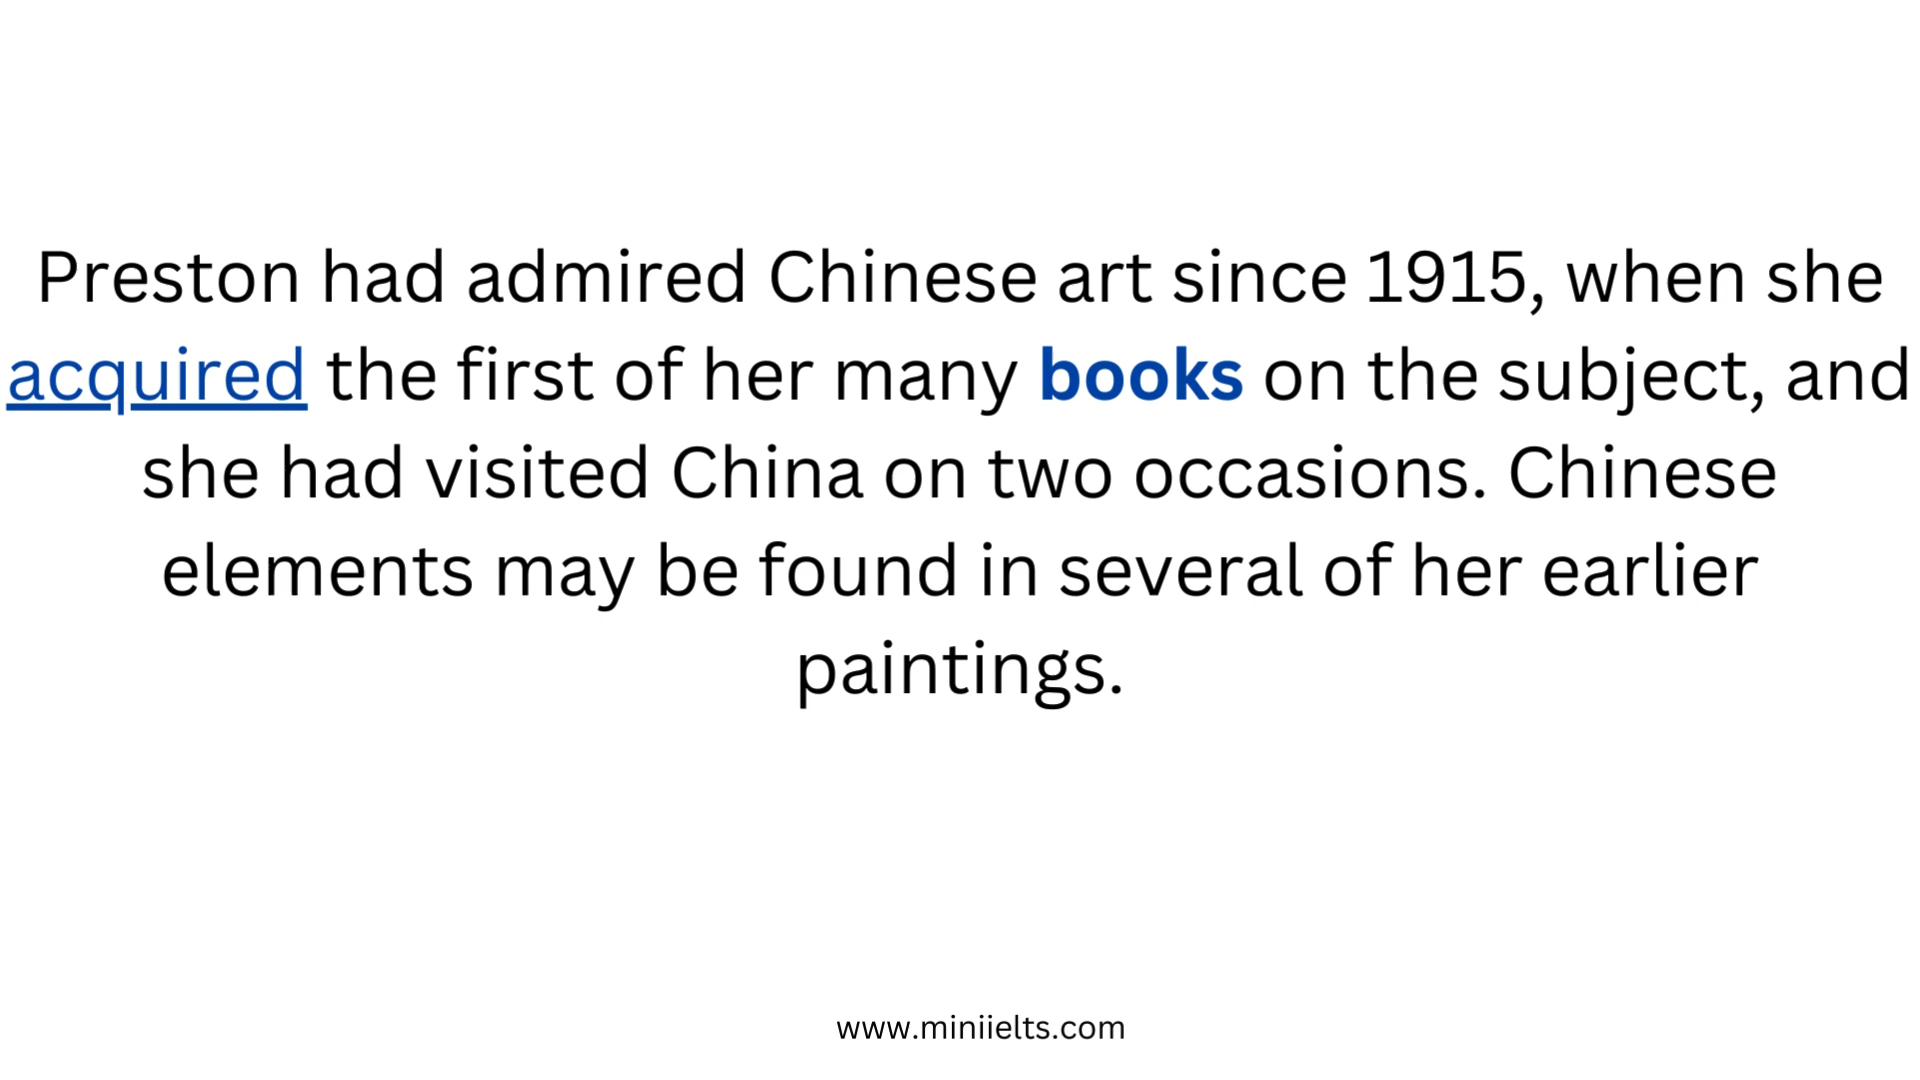 Preston had admired Chinese art since 1915, when she
acquired the first of her many books on the subject, and
she had visited China on two occasions. Chinese
elements may be found in several of her earlier
paintings.
www.miniielts.com